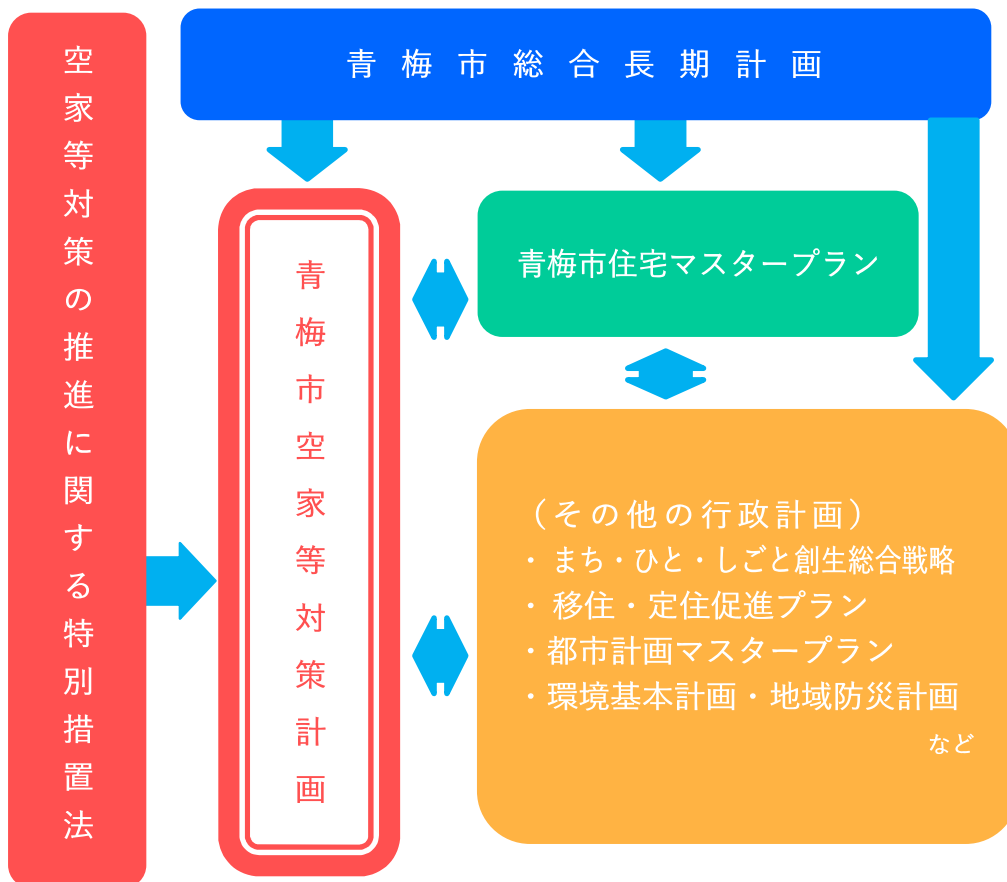 空家等対策の推進に関する特別措置法
青梅市総合長期計画
青梅市空家等対策計画
青梅市住宅マスタープラン
（その他の行政計画）
・まち・ひと・しごと創生総合戦略
・移住・定住促進プラン
・都市計画マスタープラン
・環境基本計画・地域防災計画
など